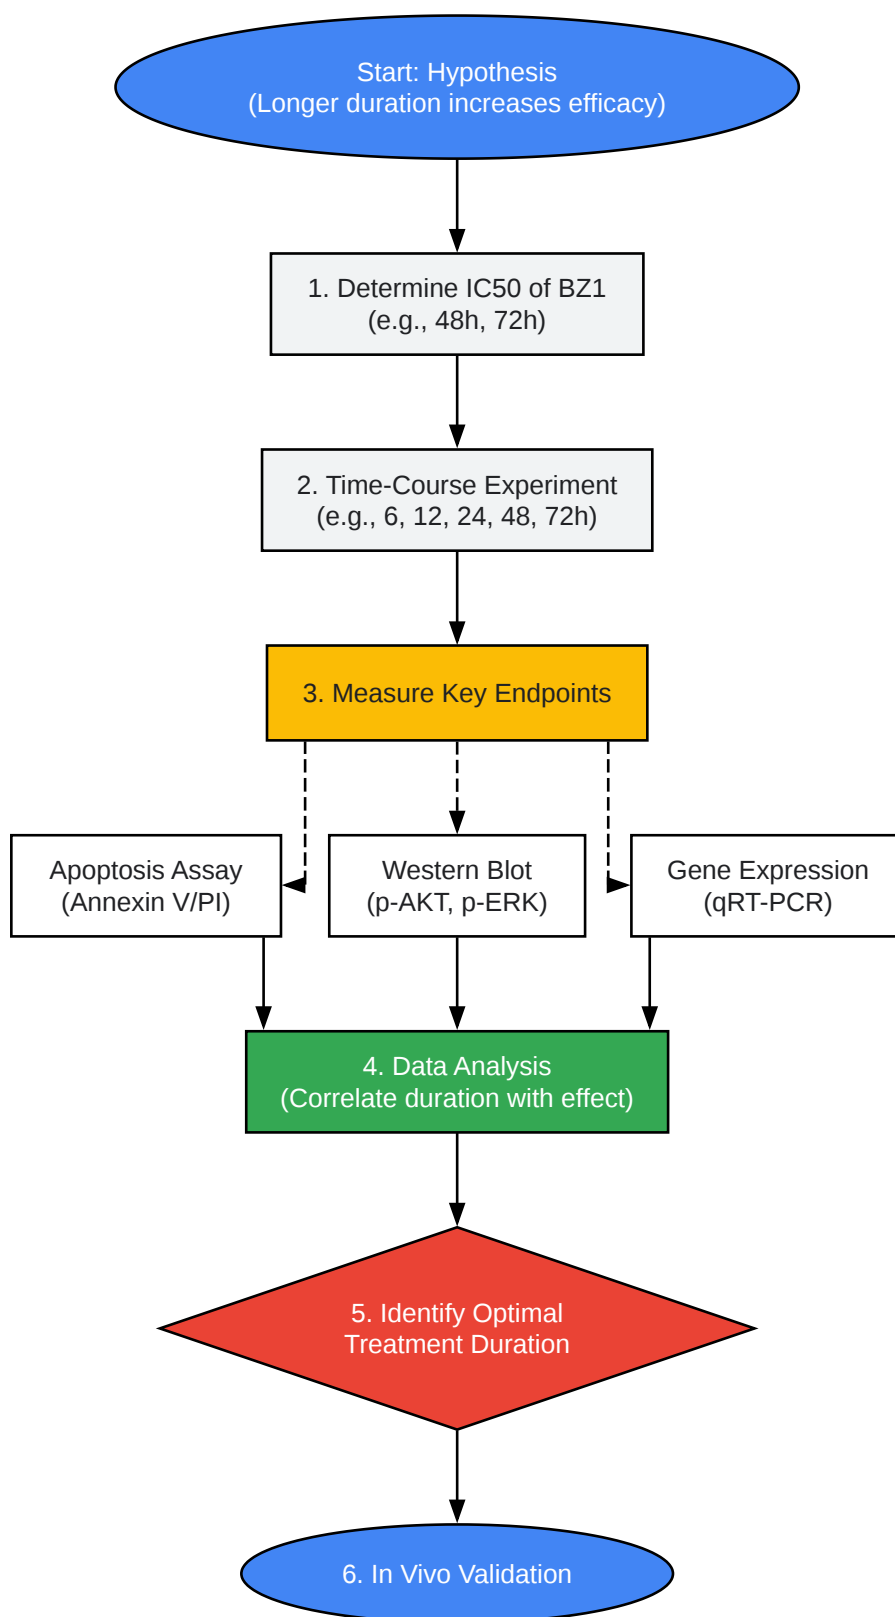 Start: Hypothesis
(Longer duration increases efficacy)
1. Determine IC50 of BZ1
(e.g., 48h, 72h)
2. Time-Course Experiment
(e.g., 6, 12, 24, 48, 72h)
3. Measure Key Endpoints
Apoptosis Assay
(Annexin V/PI)
Western Blot
(p-AKT, p-ERK)
Gene Expression
(qRT-PCR)
4. Data Analysis
(Correlate duration with effect)
5. Identify Optimal
Treatment Duration
6. In Vivo Validation